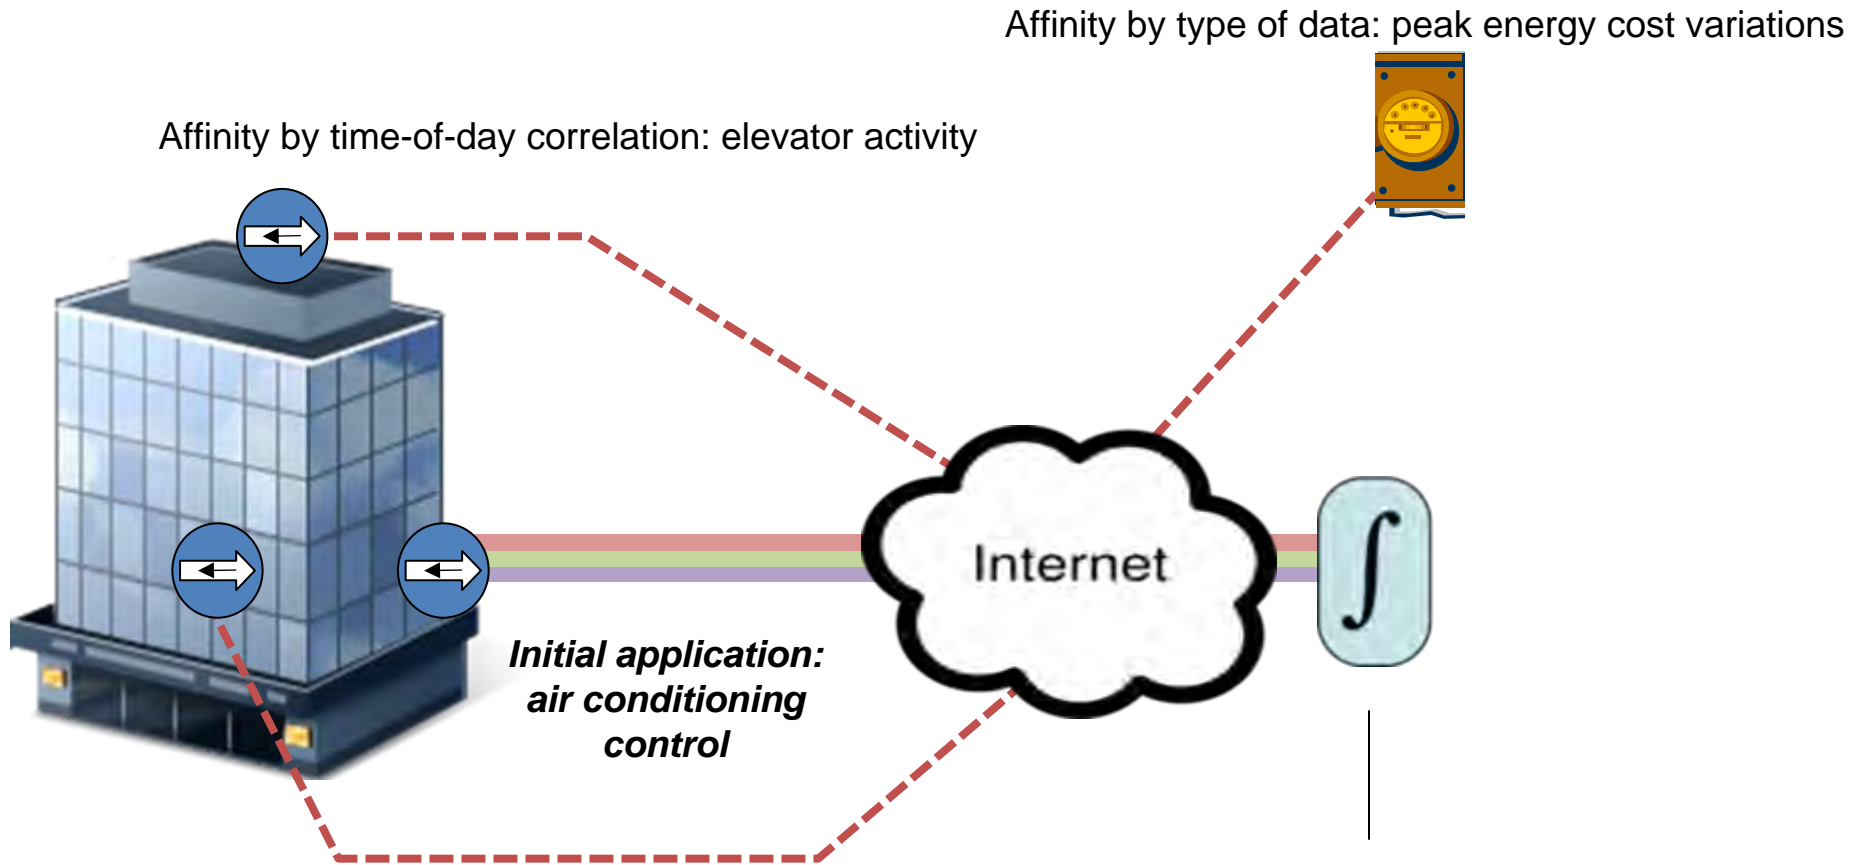 Affinity by type of data: peak energy cost variations
Affinity by time-of-day correlation: elevator activity
Internet
∫
Initial application:
air conditioning
control